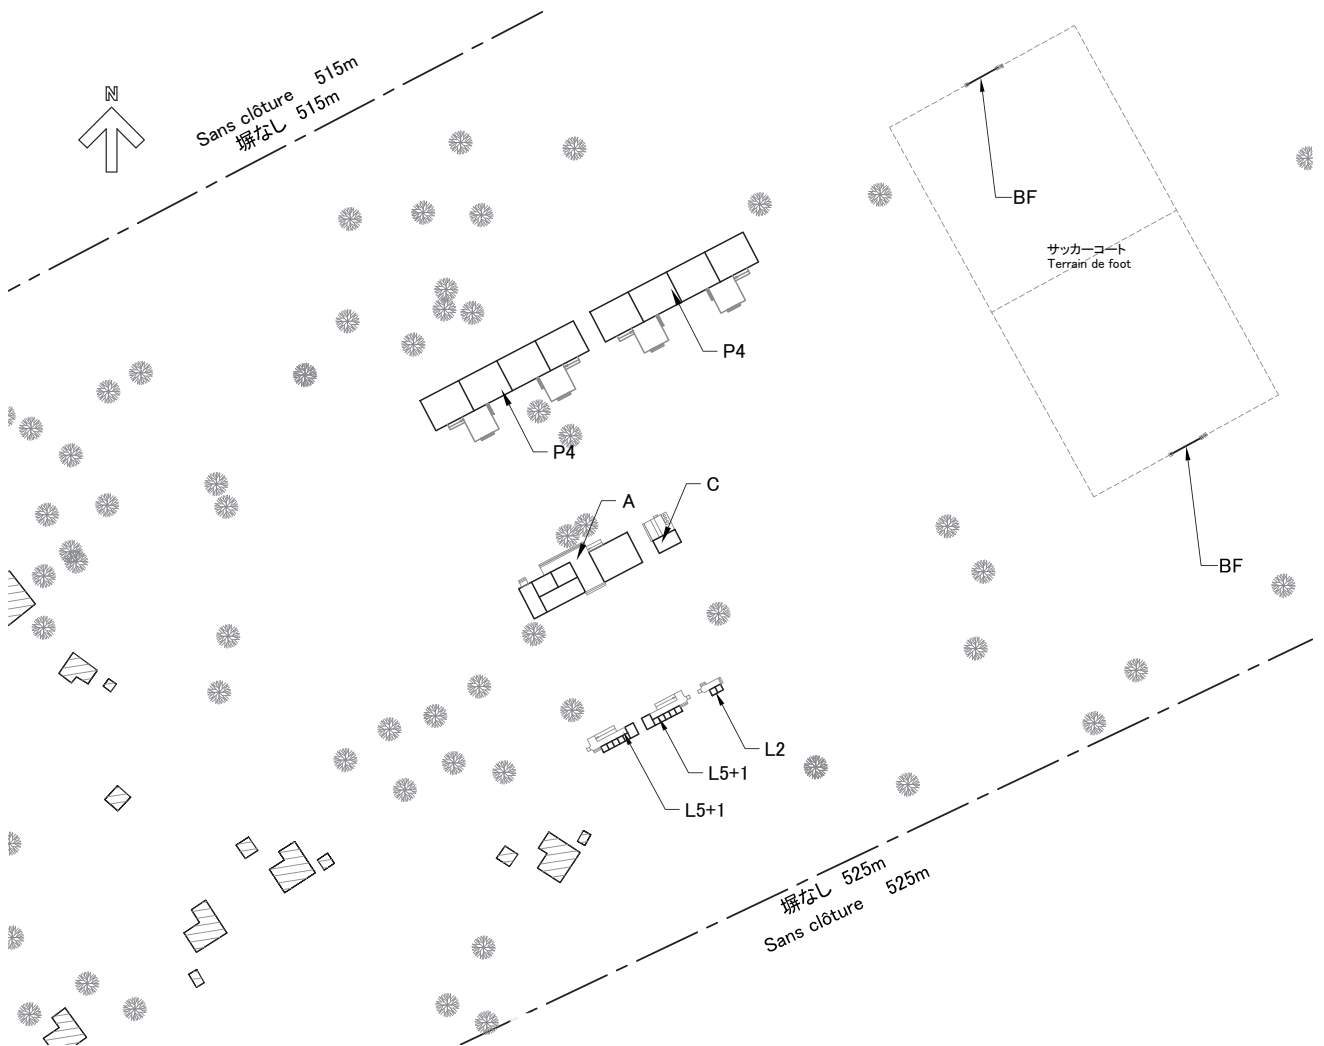 N
Sans clôture 515m
塀なし 515m
BF
サッカーコート
Terrain de foot
P4
P4
C
A
BF
L2
L5+1
L5+1
塀なし 525m
Sans clôture 525m